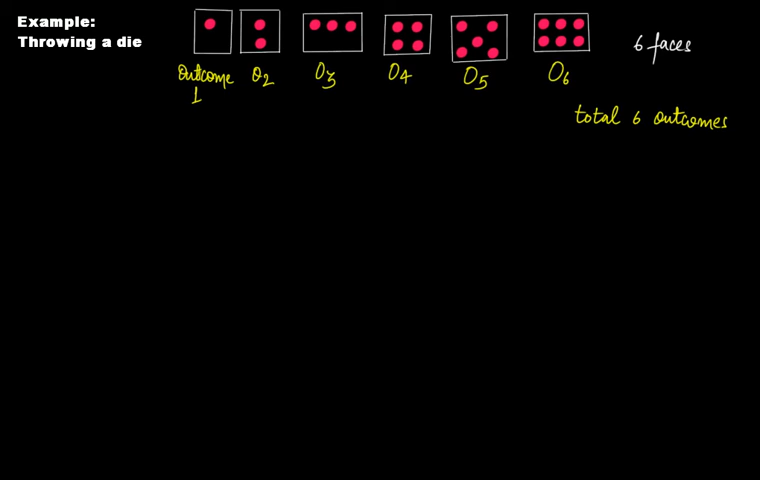 Example:
Throwing a die
6 faces
outcome 1 O2 O3 O4 O5 O6
total 6 outcomes